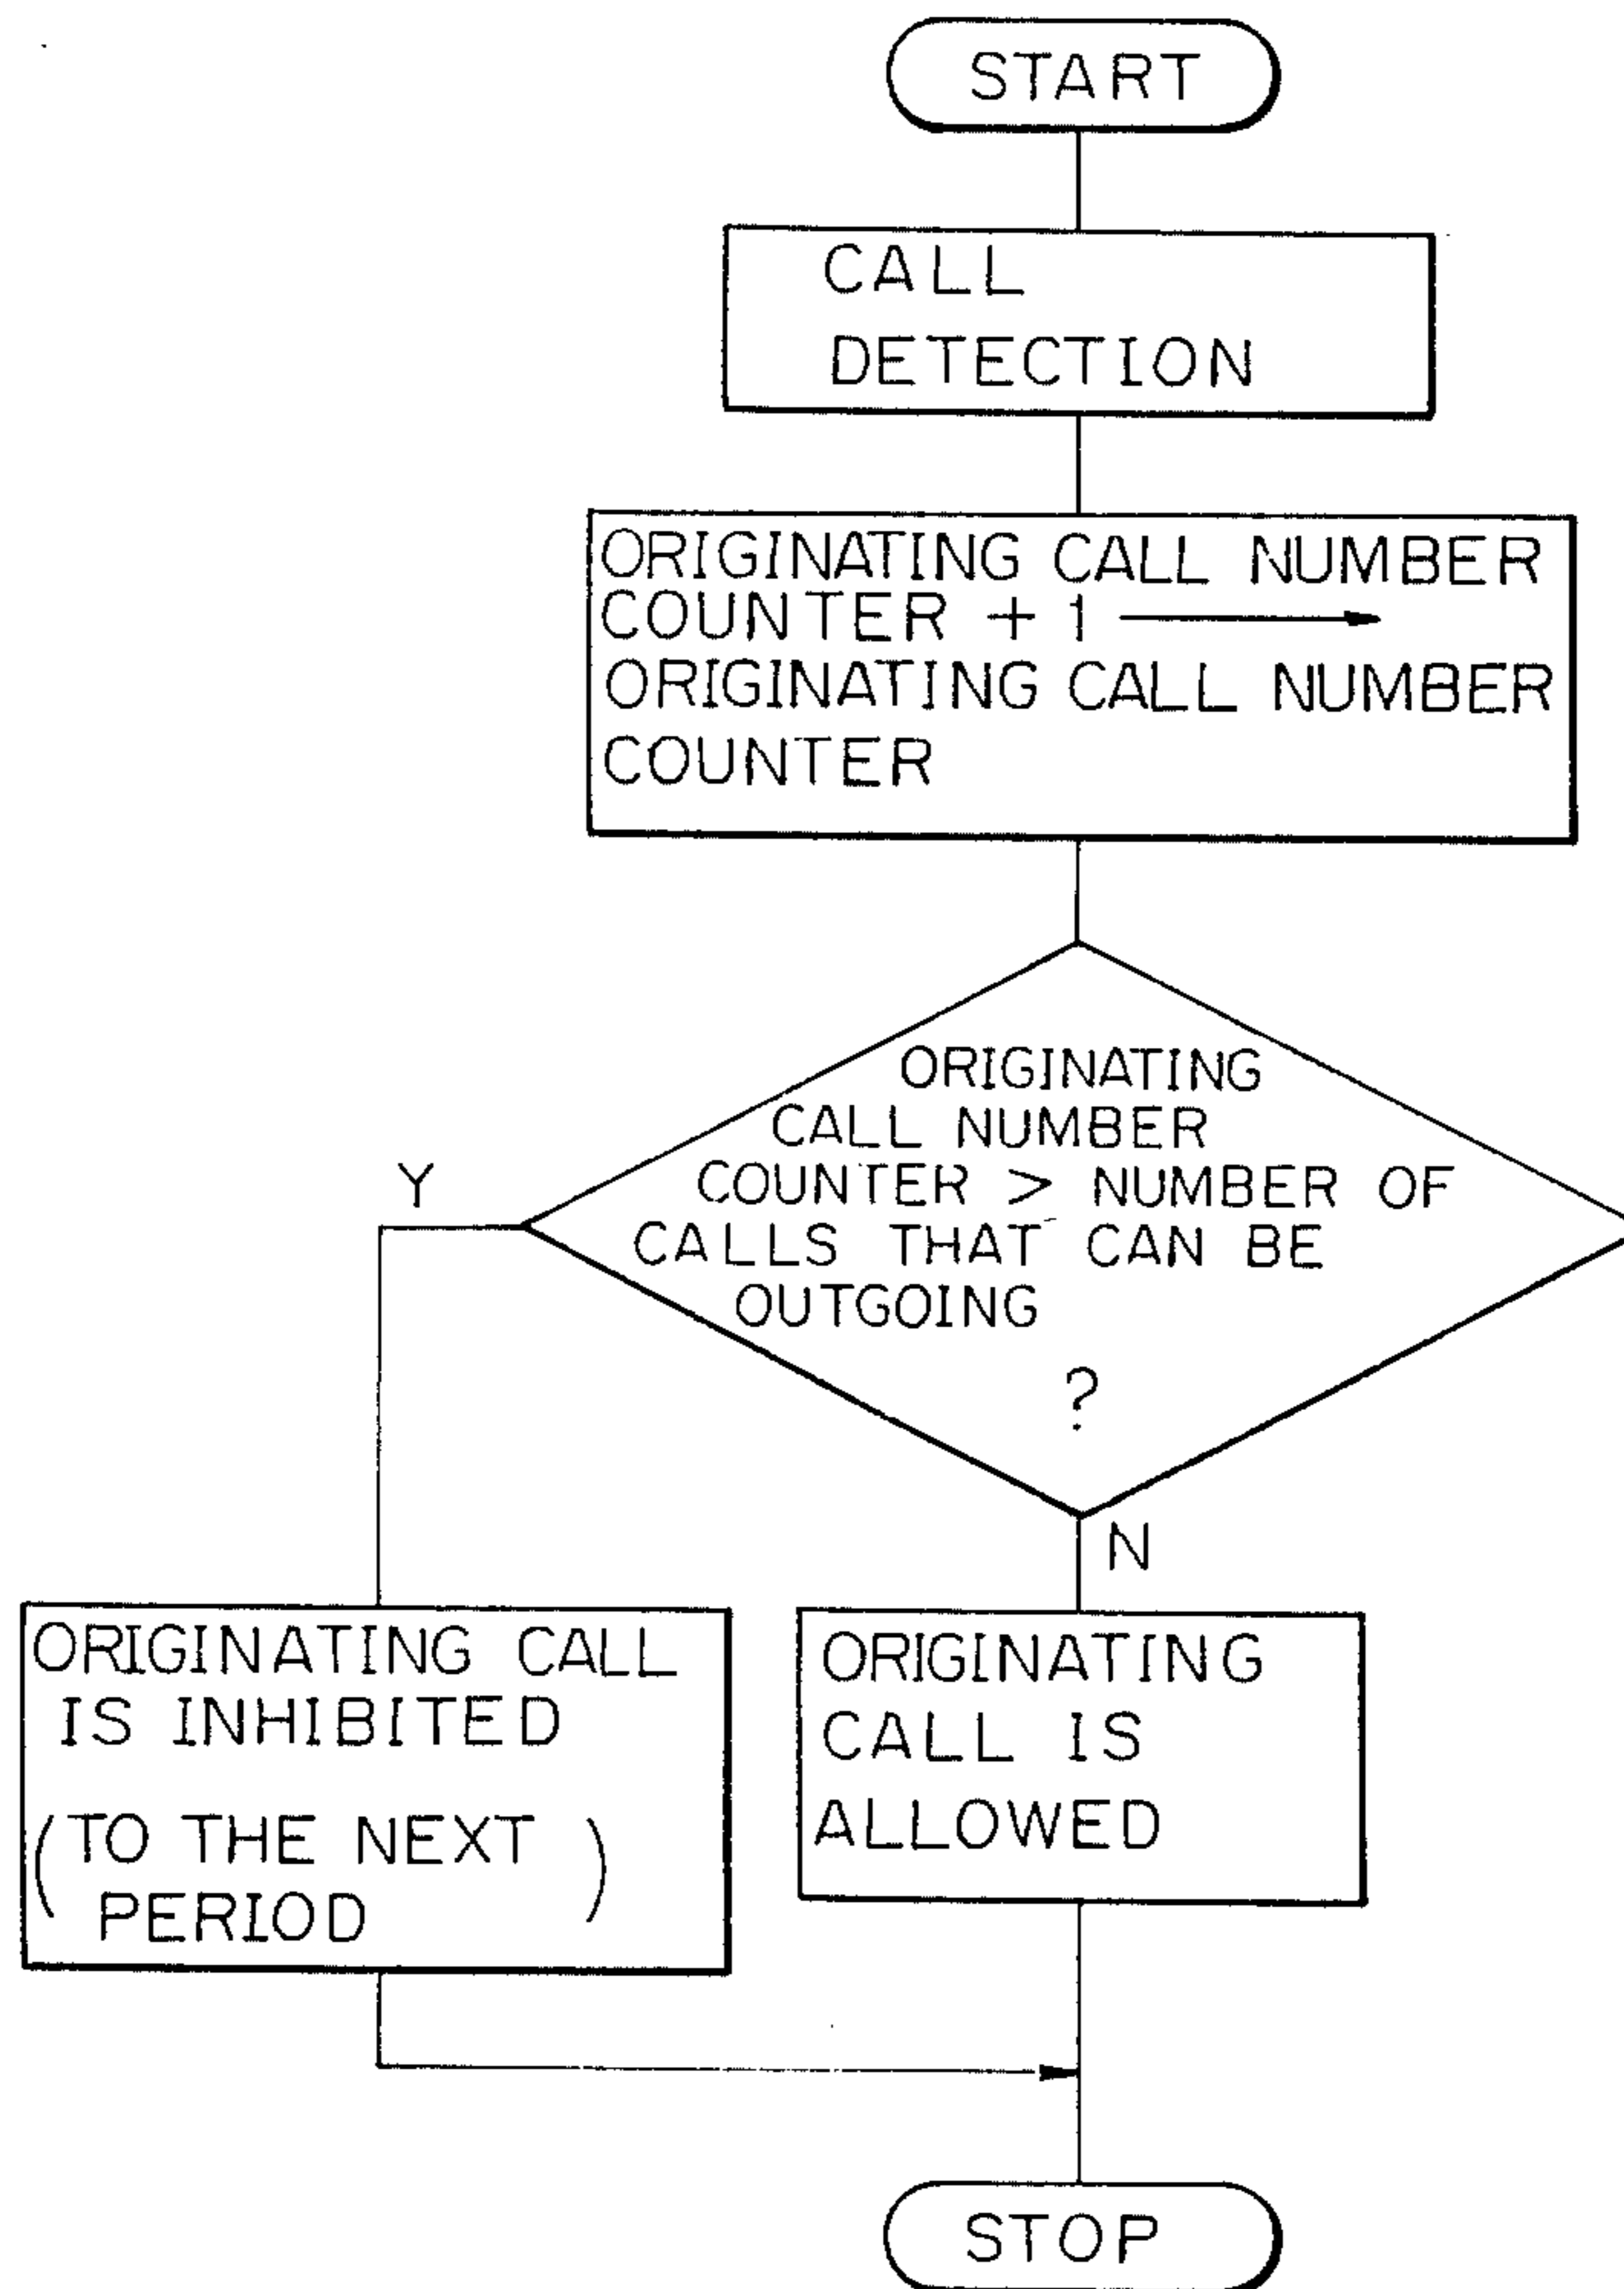 START
CALL
DETECTION
ORIGINATING CALL NUMBER
COUNTER + 1 →
ORIGINATING CALL NUMBER
COUNTER
ORIGINATING
CALL NUMBER
COUNTER > NUMBER OF
CALLS THAT CAN BE
OUTGOING
?
Y
N
ORIGINATING CALL
IS INHIBITED
(TO THE NEXT
PERIOD)
ORIGINATING
CALL IS
ALLOWED
STOP